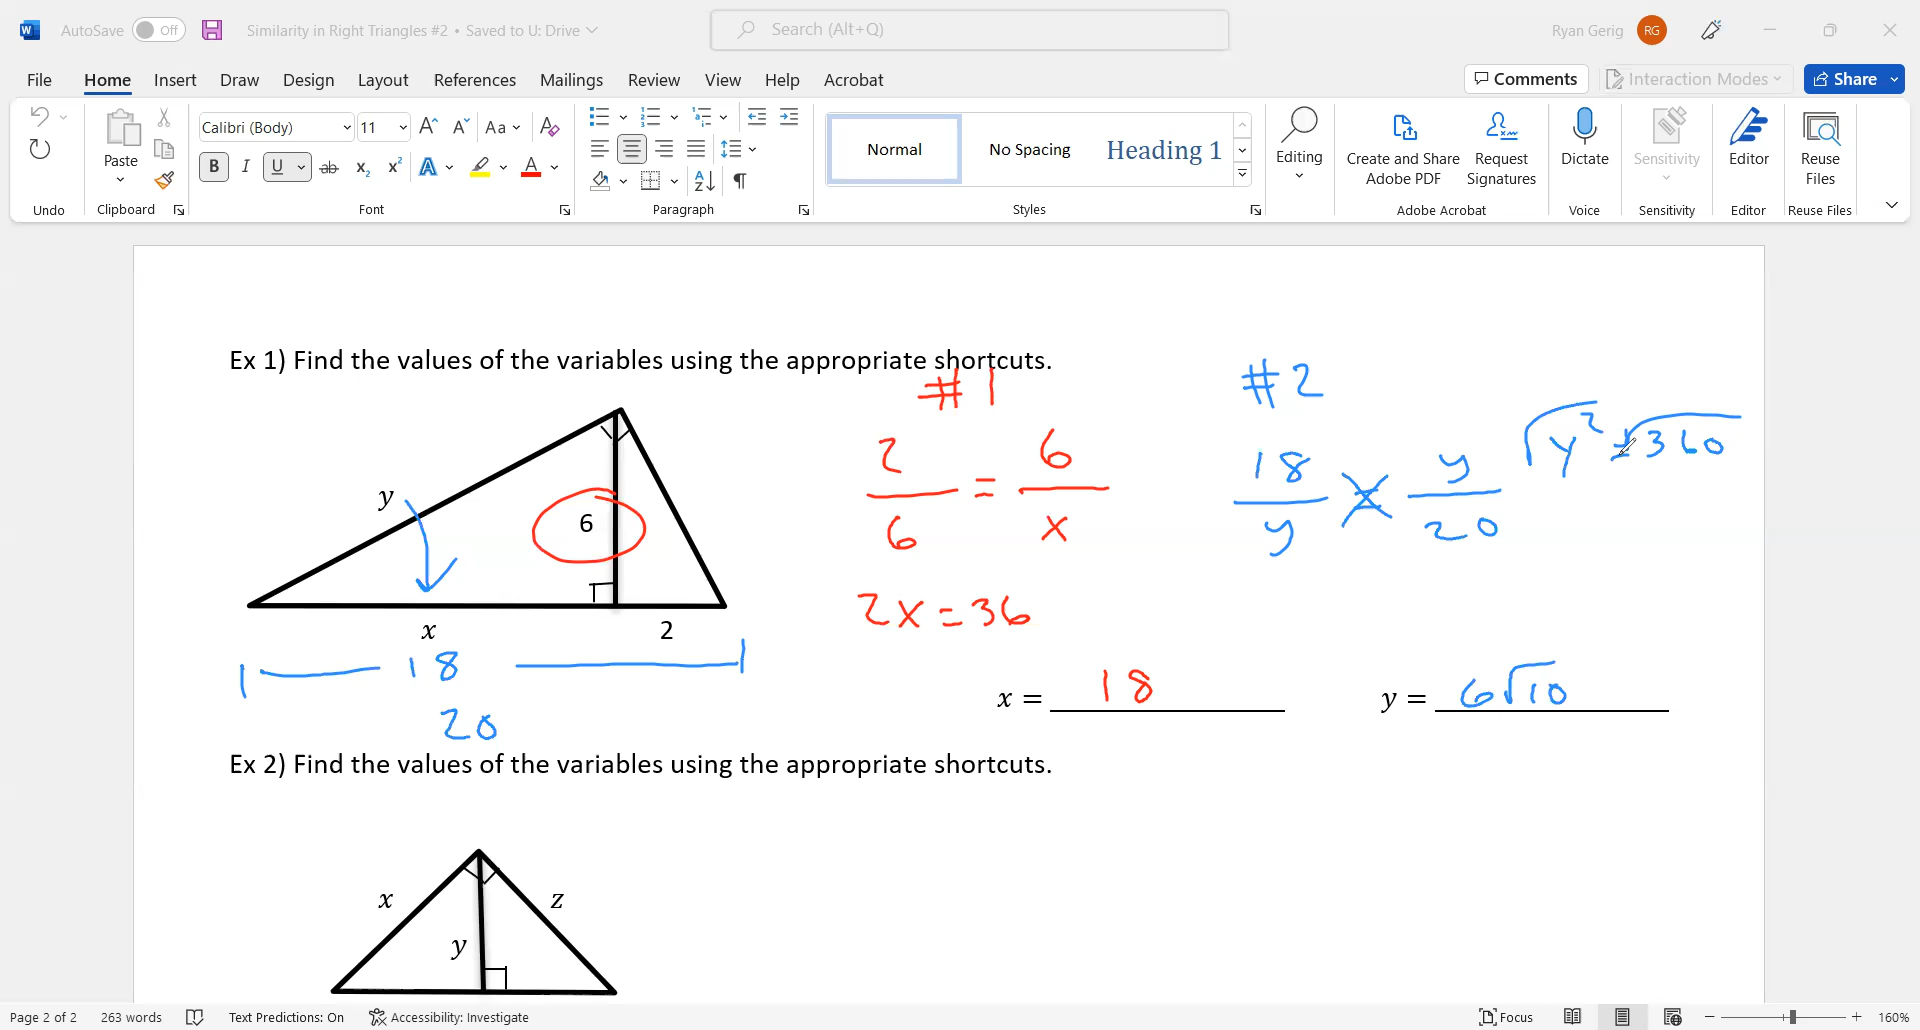 AutoSave Off Similarity in Right Triangles #2 • Saved to U: Drive Search (Alt+Q) Ryan Gerig RG
File Home Insert Draw Design Layout References Mailings Review View Help Acrobat Comments Interaction Modes Share
Calibri (Body) 11 Aa
Paste B I U ab x₂ x² A A A Z Normal No Spacing Heading 1 Editing Create and Share Adobe PDF Request Signatures Dictate Sensitivity Editor Reuse Files
Undo Clipboard Font Paragraph Styles Adobe Acrobat Voice Sensitivity Editor Reuse Files
Ex 1) Find the values of the variables using the appropriate shortcuts.
#1 #2
2/6 = 6/x
18/y = y/20
√y² = √360
y
6
x 2
2x = 36
18
20
x = 18 y = 6√10
Ex 2) Find the values of the variables using the appropriate shortcuts.
x z
y
Page 2 of 2 263 words Text Predictions: On Accessibility: Investigate Focus 160%